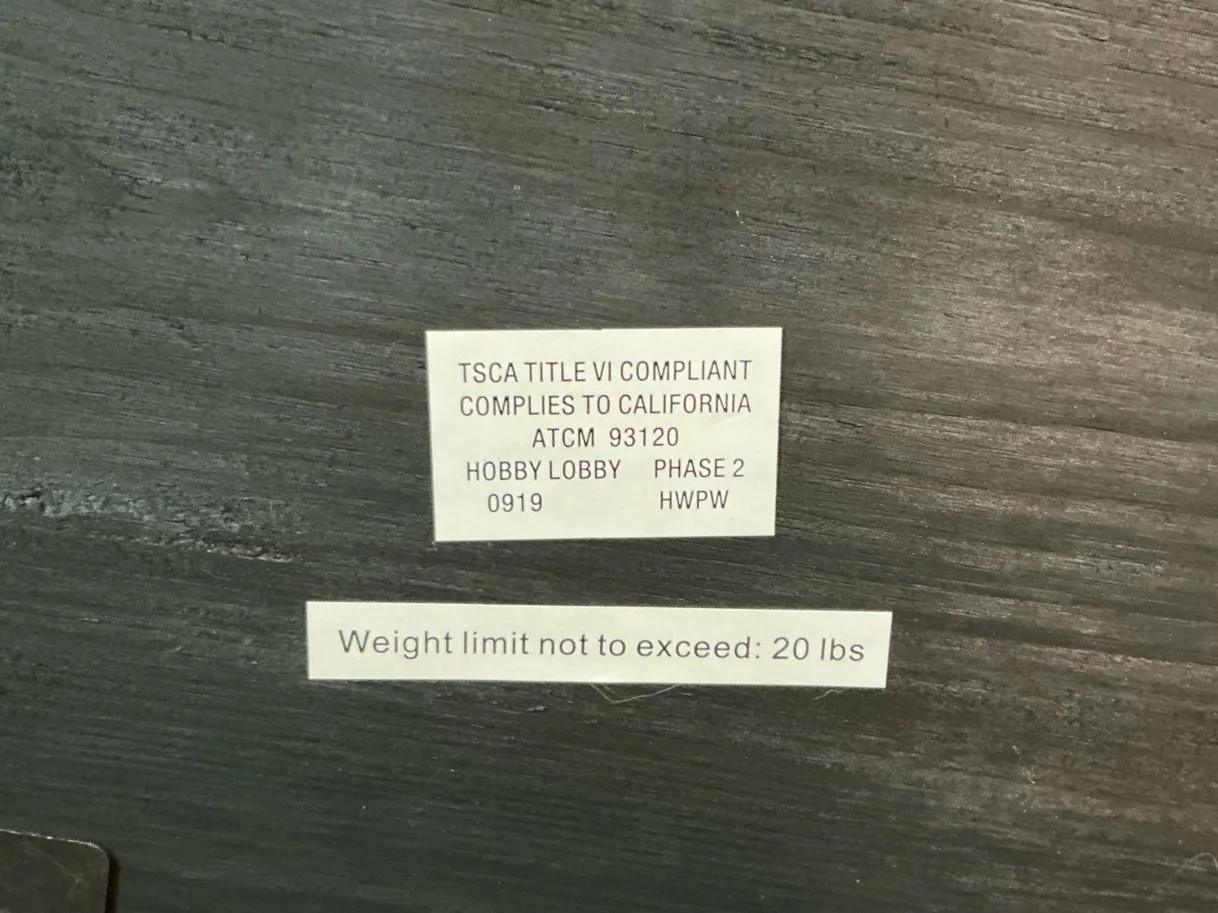 TSCA TITLE VI COMPLIANT
COMPLIES TO CALIFORNIA
ATCM 93120
HOBBY LOBBY PHASE 2
0919 HWPW
Weight limit not to exceed: 20 lbs